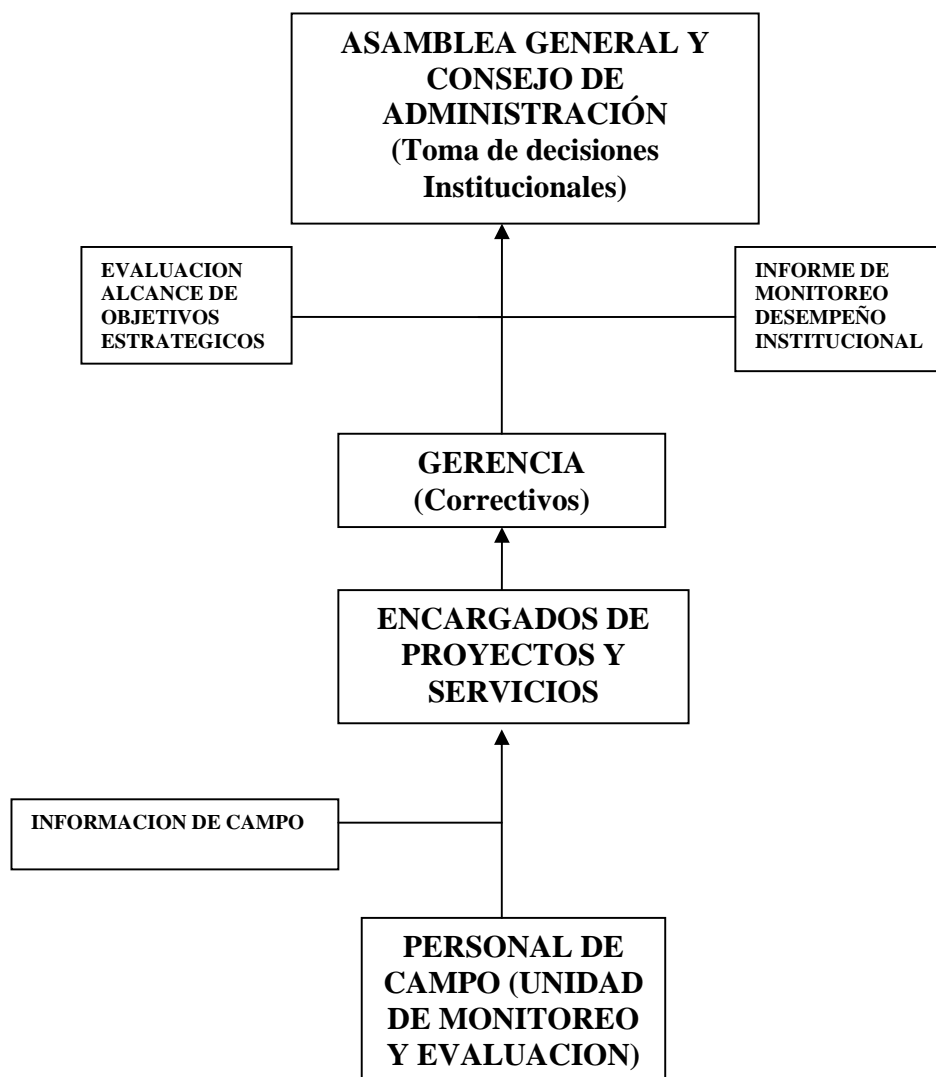 ASAMBLEA GENERAL Y
CONSEJO DE
ADMINISTRACIÓN
(Toma de decisiones
Institucionales)
EVALUACION
ALCANCE DE
OBJETIVOS
ESTRATEGICOS
INFORME DE
MONITOREO
DESEMPEÑO
INSTITUCIONAL
GERENCIA
(Correctivos)
ENCARGADOS DE
PROYECTOS Y
SERVICIOS
INFORMACION DE CAMPO
PERSONAL DE
CAMPO (UNIDAD
DE MONITOREO
Y EVALUACION)